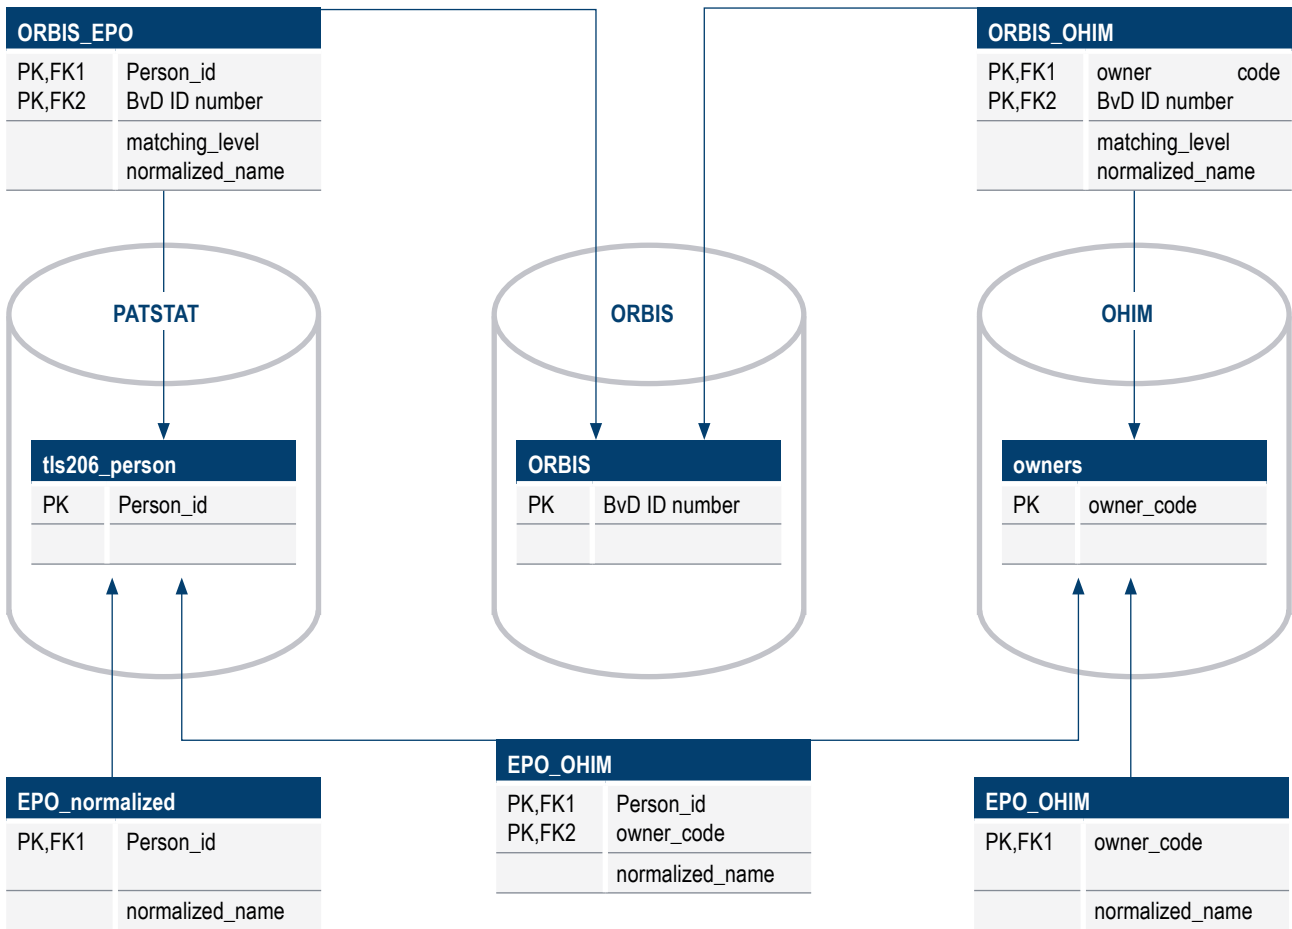 ORBIS_EPO
PK,FK1 Person_id
PK,FK2 BvD ID number
matching_level
normalized_name
ORBIS_OHIM
PK,FK1 owner code
PK,FK2 BvD ID number
matching_level
normalized_name
PATSTAT
ORBIS
OHIM
tls206_person
PK Person_id
ORBIS
PK BvD ID number
owners
PK owner_code
EPO_normalized
PK,FK1 Person_id
normalized_name
EPO_OHIM
PK,FK1 Person_id
PK,FK2 owner_code
normalized_name
EPO_OHIM
PK,FK1 owner_code
normalized_name